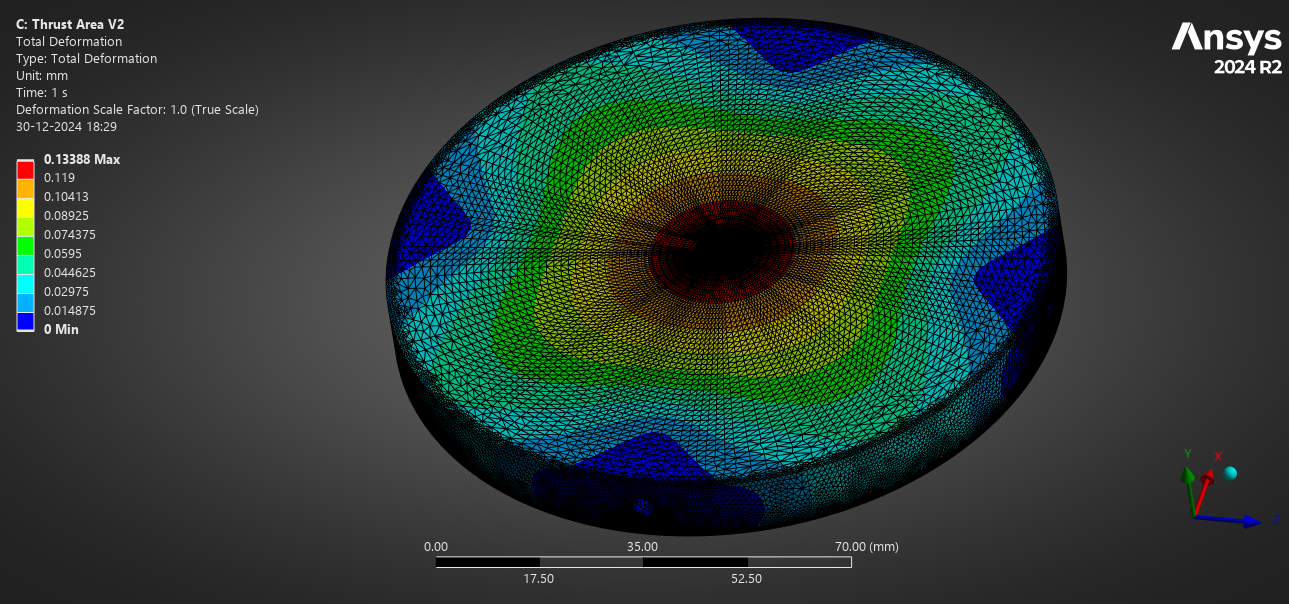 C: Thrust Area V2
Total Deformation
Type: Total Deformation
Unit: mm
Time: 1 s
Deformation Scale Factor: 1.0 (True Scale)
30-12-2024 18:29
0.13388 Max
0.119
0.10413
0.08925
0.074375
0.0595
0.044625
0.02975
0.014875
0 Min
Ansys
2024 R2
Y
X
Z
0.00 35.00 70.00 (mm)
17.50 52.50